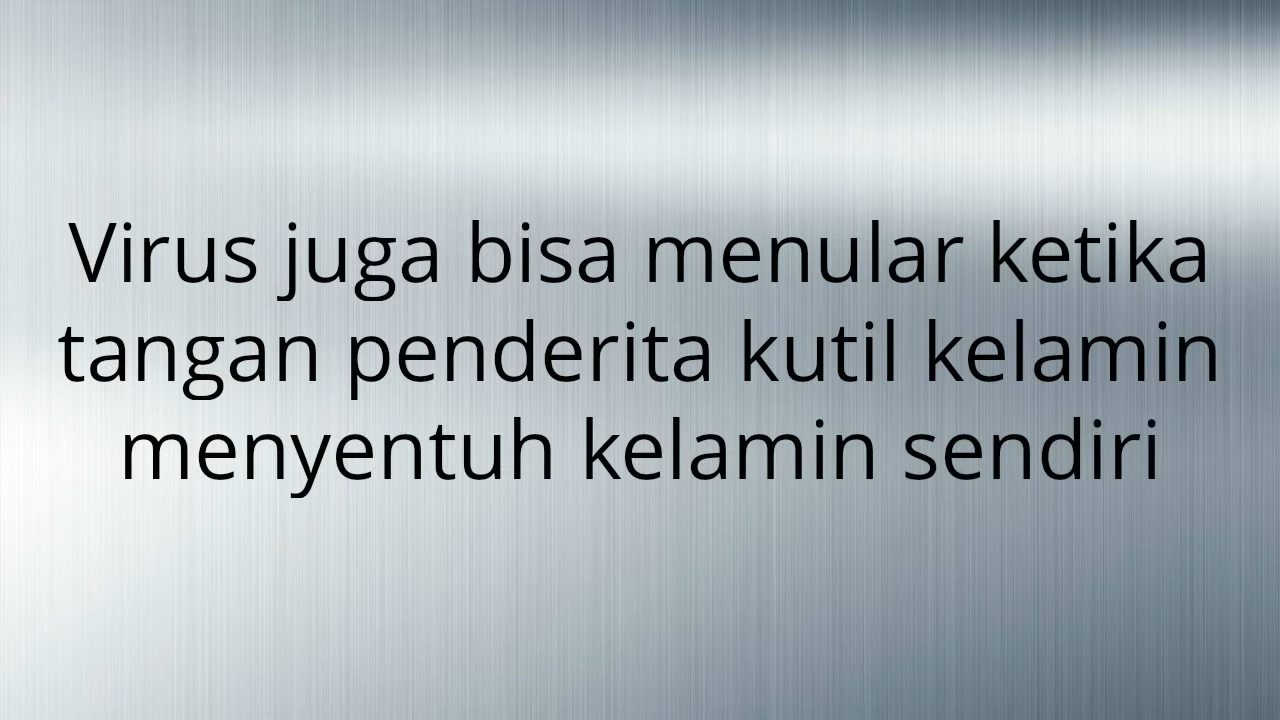 Virus juga bisa menular ketika
tangan penderita kutil kelamin
menyentuh kelamin sendiri